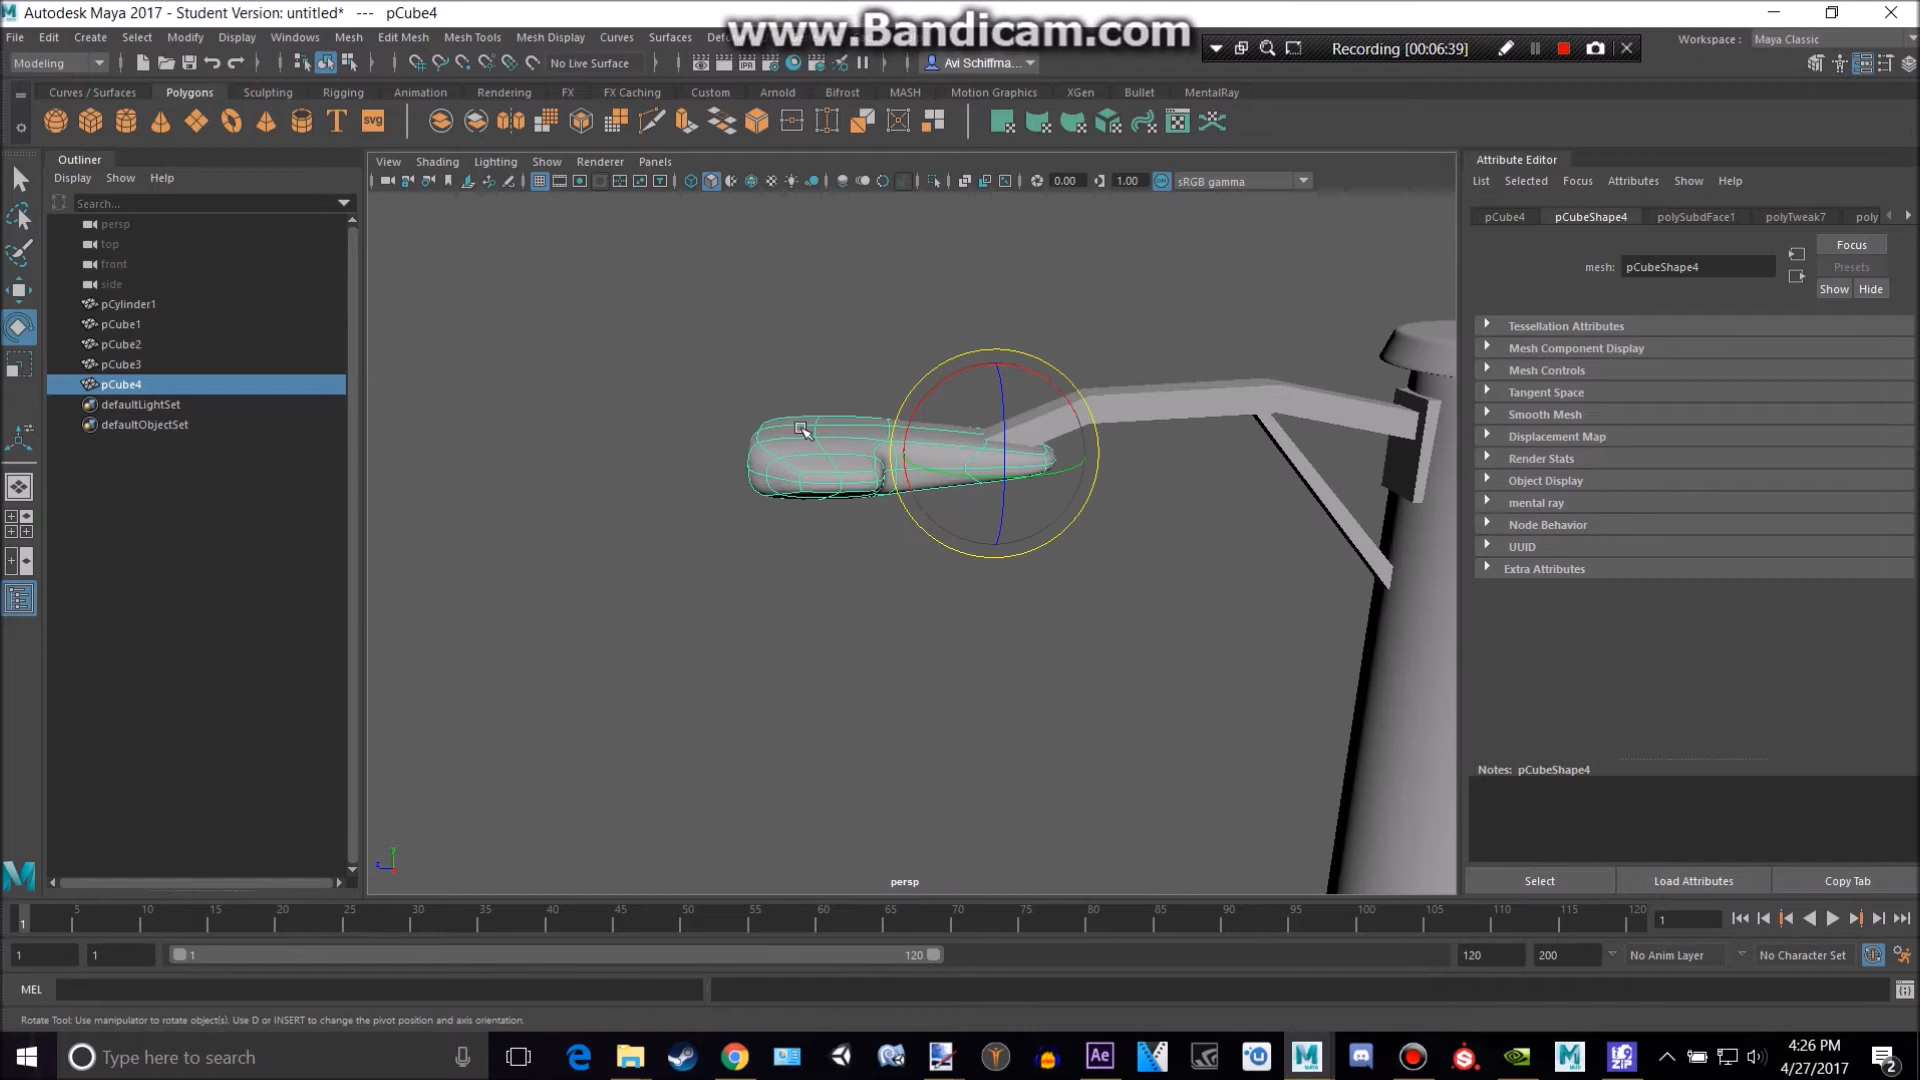 Autodesk Maya 2017 - Student Version: untitled*   ---   pCube4
www.Bandicam.com
Recording [00:06:39]
File Edit Create Select Modify Display Windows Mesh Edit Mesh Mesh Tools Mesh Display Curves Surfaces
Workspace : Maya Classic
Modeling No Live Surface Avi Schiffma...
Curves / Surfaces Polygons Sculpting Rigging Animation Rendering FX FX Caching Custom Arnold Bifrost MASH Motion Graphics XGen Bullet MentalRay
T svg
Outliner
Display Show Help
Search...
persp
top
front
side
pCylinder1
pCube1
pCube2
pCube3
pCube4
defaultLightSet
defaultObjectSet
View Shading Lighting Show Renderer Panels
0.00 1.00 sRGB gamma
y
z
persp
Attribute Editor
List Selected Focus Attributes Show Help
pCube4 pCubeShape4 polySubdFace1 polyTweak7 poly
Focus
mesh: pCubeShape4
Presets
Show Hide
Tessellation Attributes
Mesh Component Display
Mesh Controls
Tangent Space
Smooth Mesh
Displacement Map
Render Stats
Object Display
mental ray
Node Behavior
UUID
Extra Attributes
Notes: pCubeShape4
Select Load Attributes Copy Tab
1 5 10 15 20 25 30 35 40 45 50 55 60 65 70 75 80 85 90 95 100 105 110 115 120 1
1 1 1 120 120 200 No Anim Layer No Character Set
MEL
Rotate Tool: Use manipulator to rotate object(s). Use D or INSERT to change the pivot position and axis orientation.
Type here to search
Ae
4:26 PM
4/27/2017
2